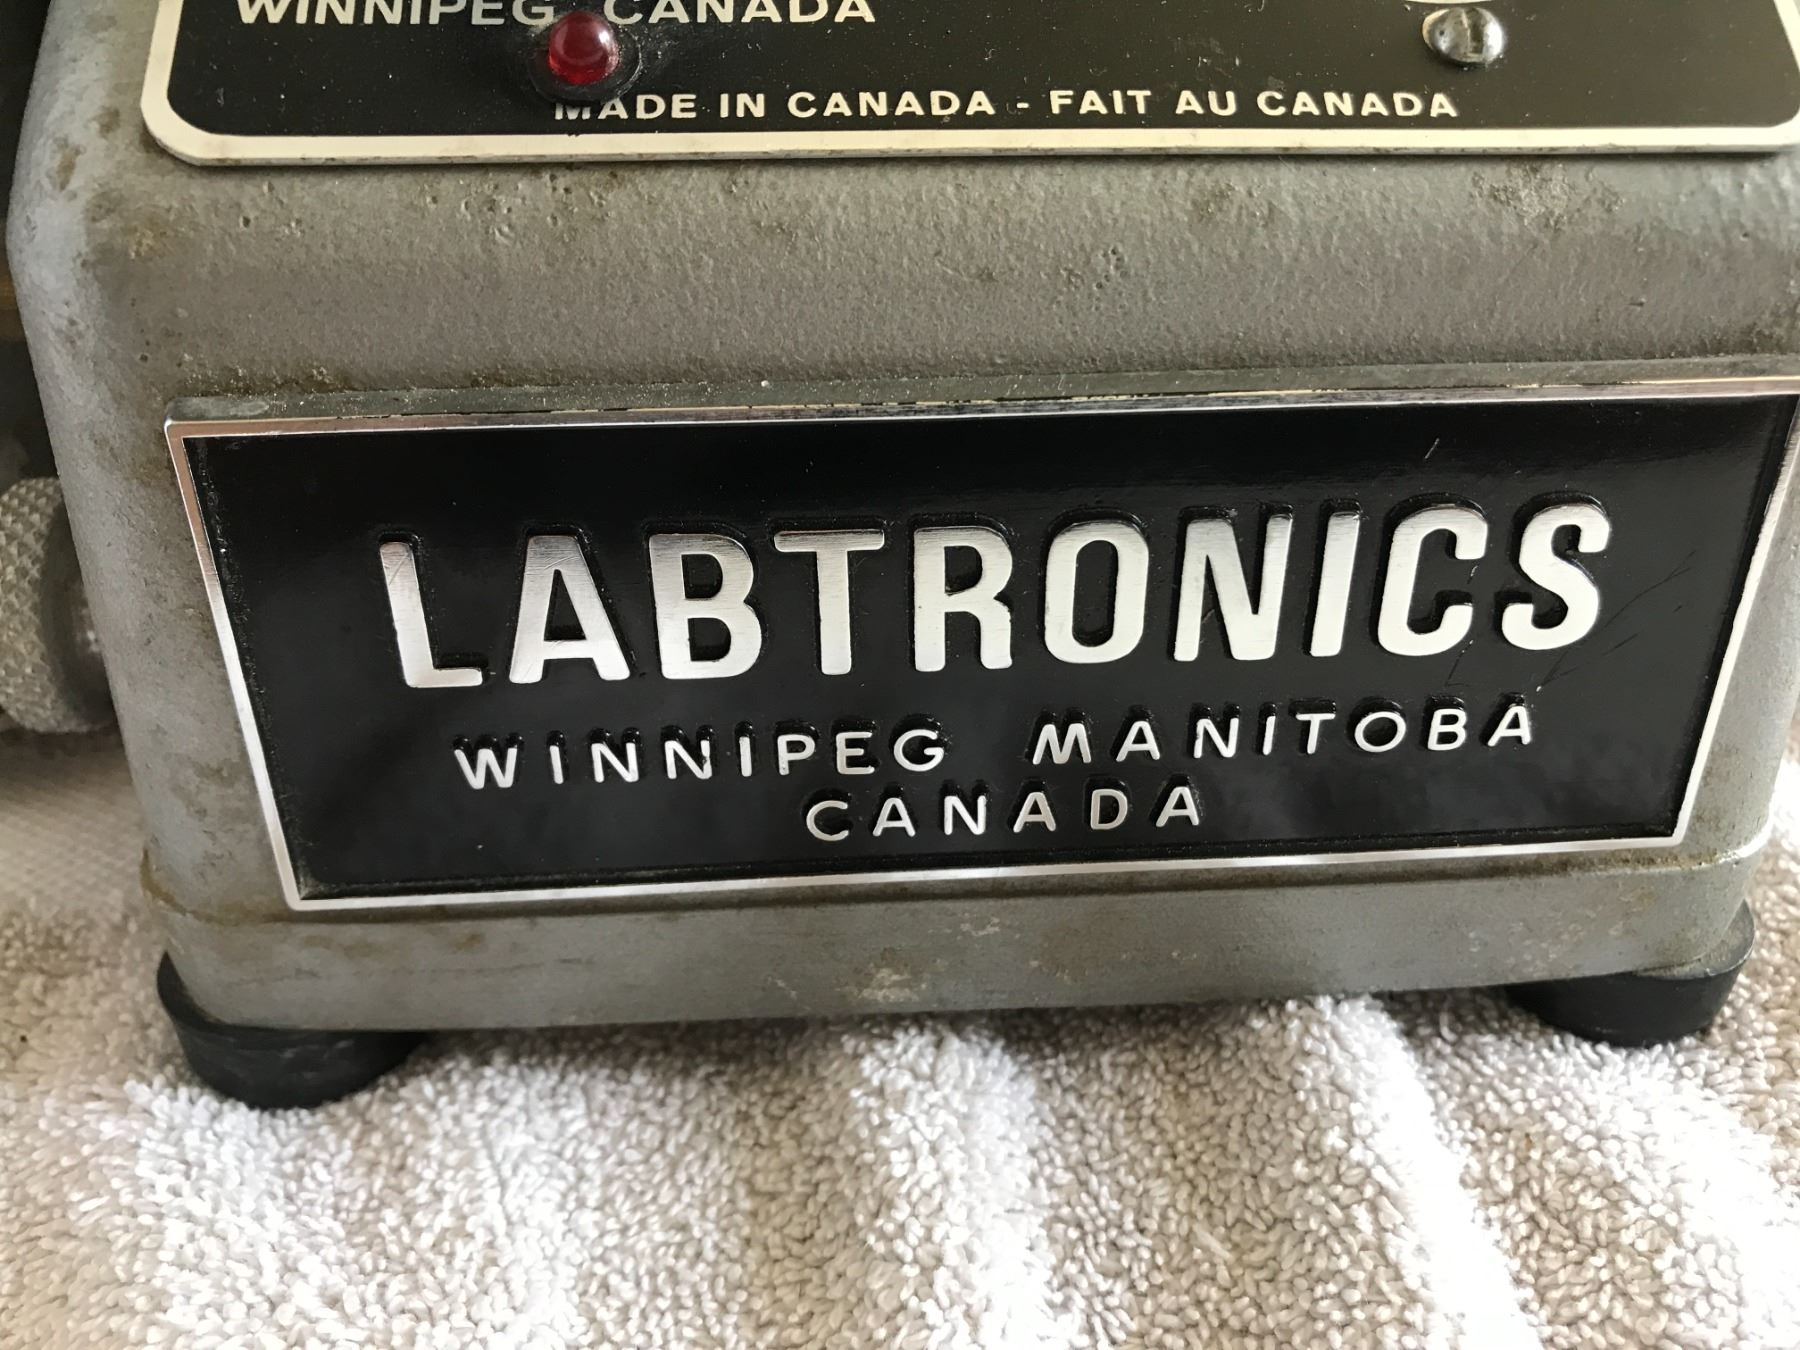 WINNIPEG CANADA
MADE IN CANADA - FAIT AU CANADA
LABTRONICS
WINNIPEG MANITOBA
CANADA